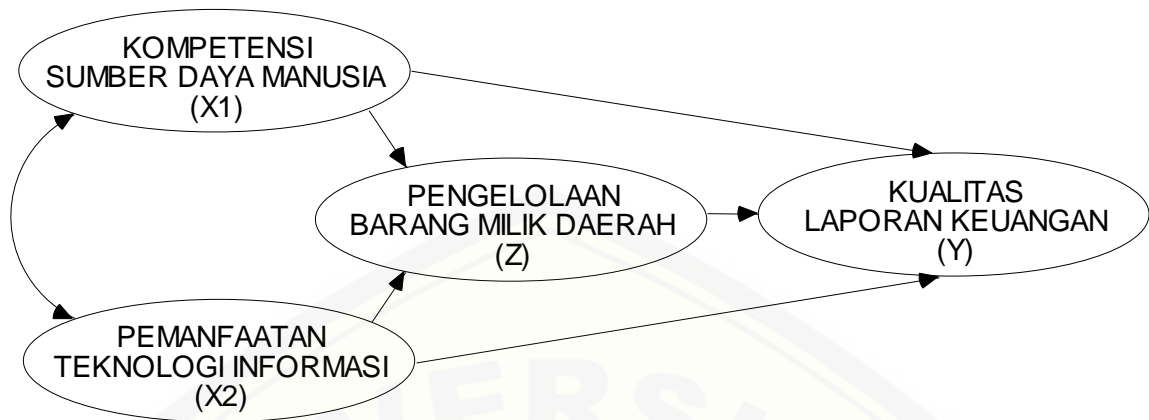 KOMPETENSI
SUMBER DAYA MANUSIA
(X1)
PENGELOLAAN
BARANG MILIK DAERAH
(Z)
KUALITAS
LAPORAN KEUANGAN
(Y)
PEMANFAATAN
TEKNOLOGI INFORMASI
(X2)